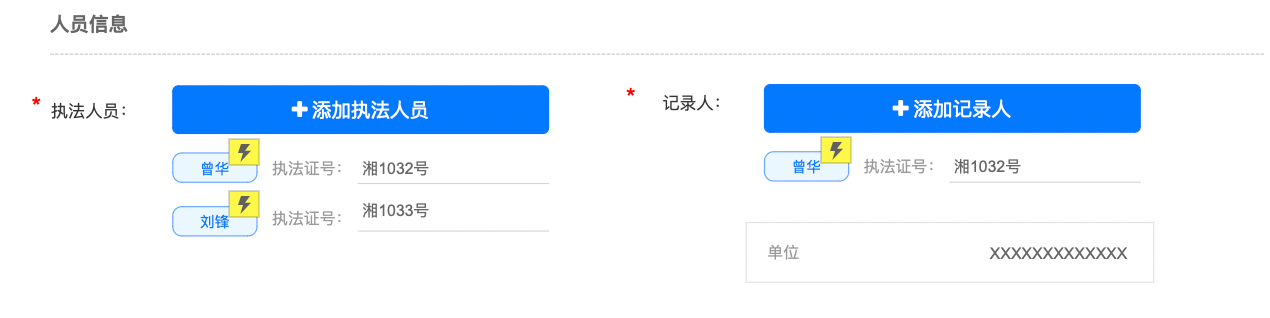 人员信息
* 执法人员：
+ 添加执法人员
曾华 执法证号： 湘1032号
刘锋 执法证号： 湘1033号
* 记录人：
+ 添加记录人
曾华 执法证号： 湘1032号
单位 XXXXXXXXXXXXX